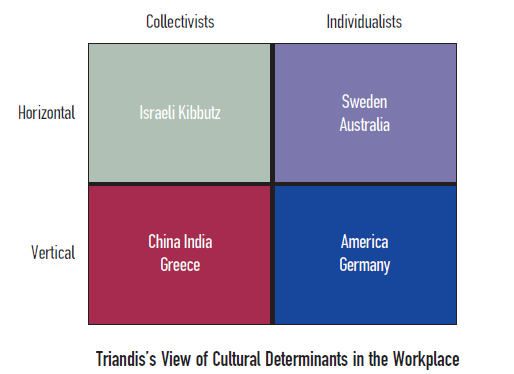 Collectivists
Individualists
Horizontal
Israeli Kibbutz
Sweden
Australia
Vertical
China India
Greece
America
Germany
Triandis's View of Cultural Determinants in the Workplace